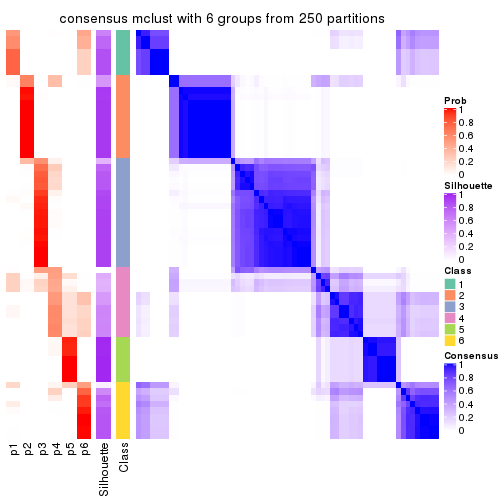 consensus mclust with 6 groups from 250 partitions
Prob
1
0.8
0.6
0.4
0.2
0
Silhouette
1
0.8
0.6
0.4
0.2
0
Class
1
2
3
4
5
6
Consensus
1
0.8
0.6
0.4
0.2
0
p1
p2
p3
p4
p5
p6
Silhouette
Class